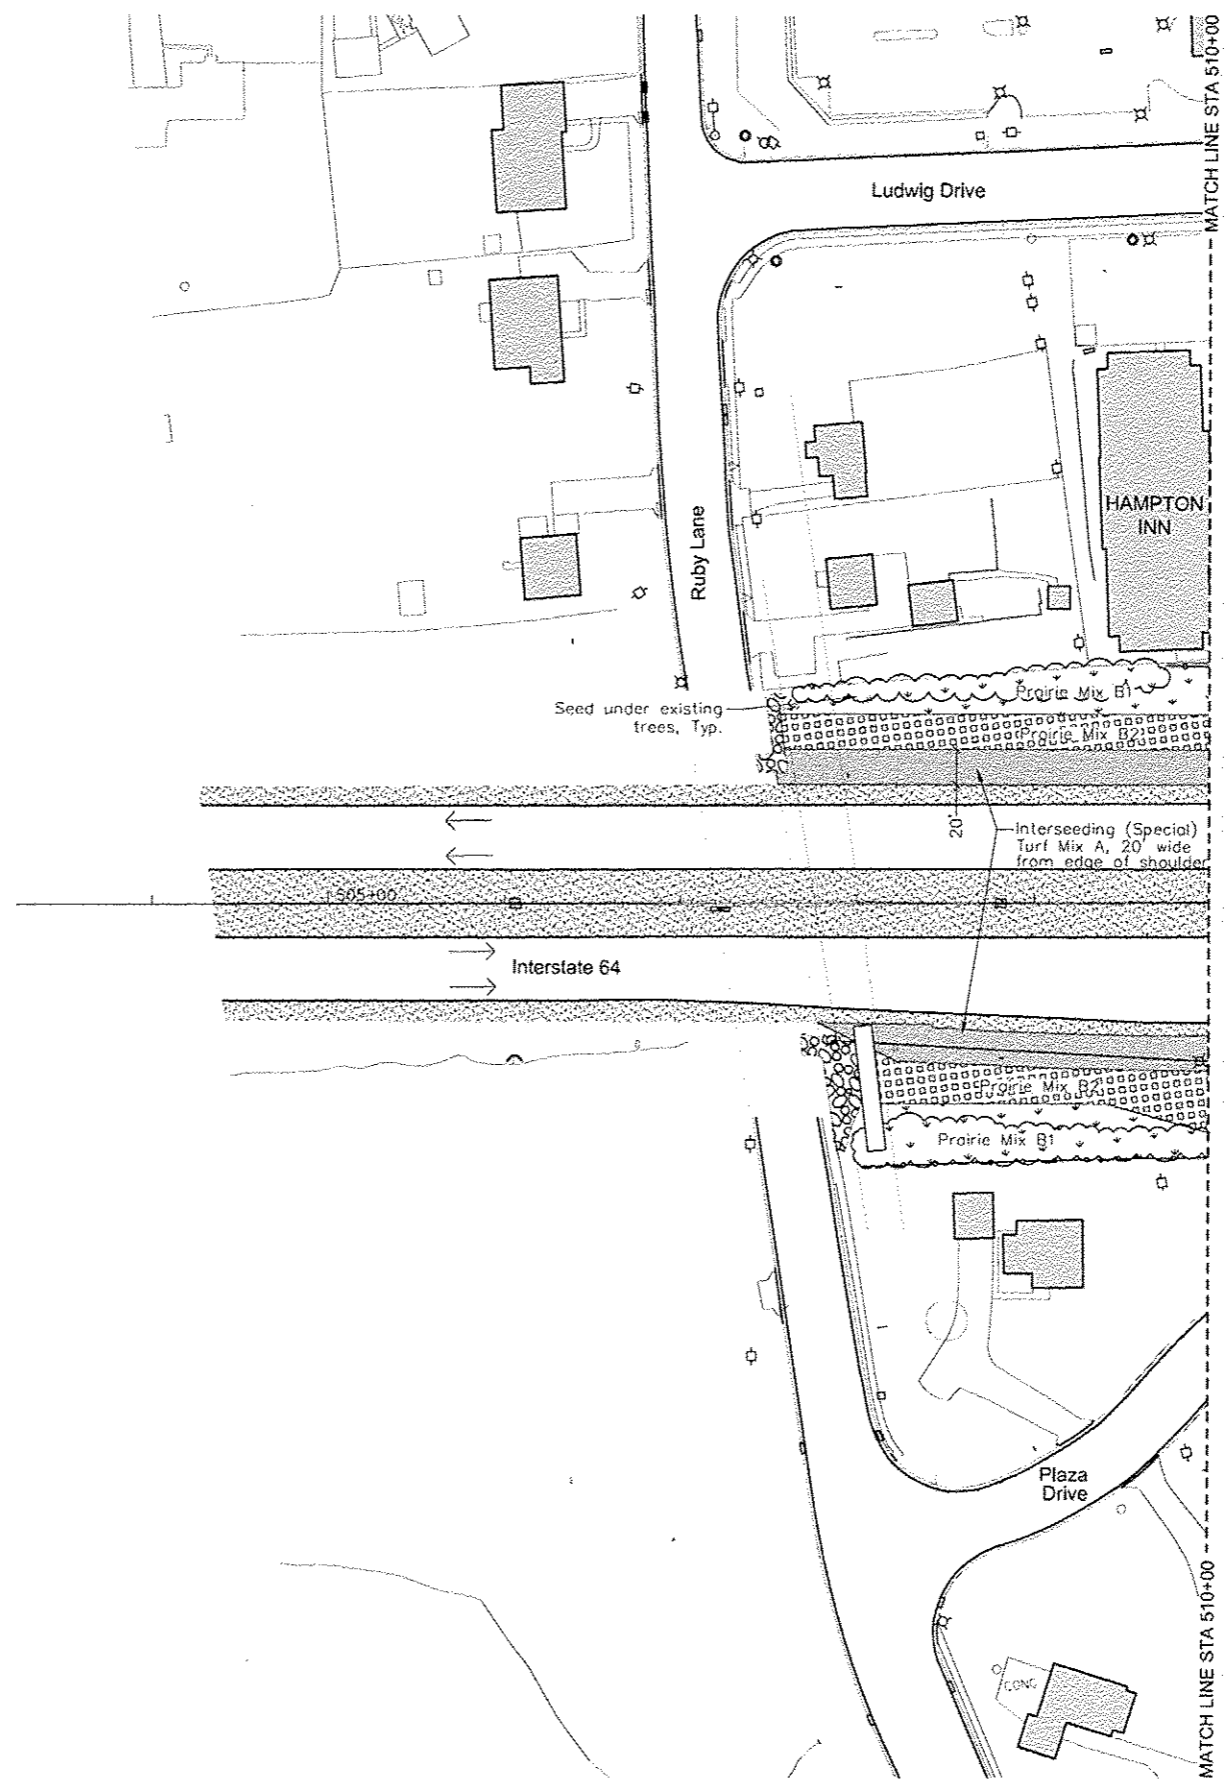 MATCH LINE STA 510+00
Ludwig Drive
HAMPTON
INN
Ruby Lane
Prairie Mix B1
Seed under existing
trees, Typ.
Prairie Mix B2
20'
Interseeding (Special)
Turf Mix A, 20' wide
from edge of shoulder
505+00
Interstate 64
Prairie Mix B2
Prairie Mix B1
Plaza
Drive
CONC
MATCH LINE STA 510+00